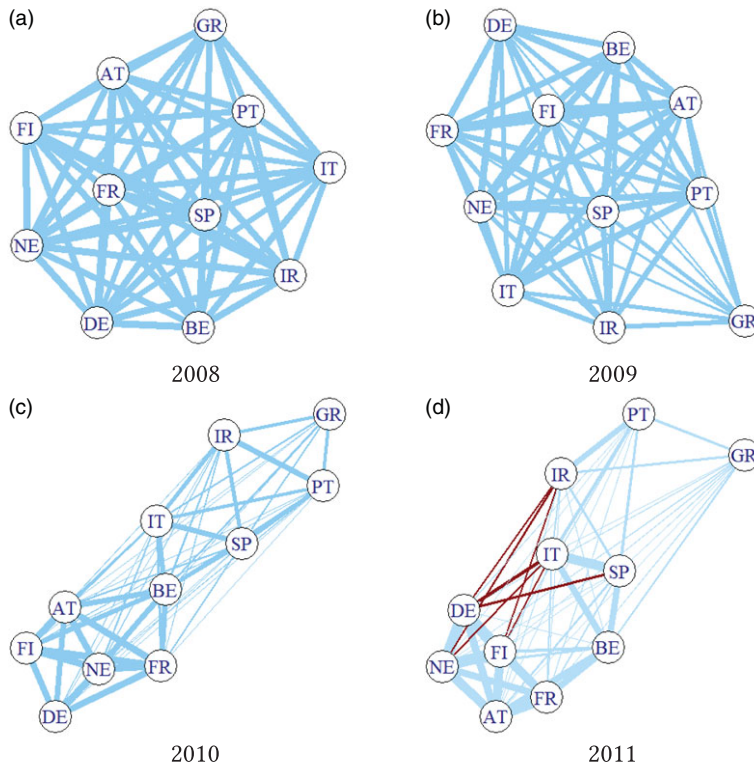 (a)
GR
AT
PT
FI
IT
FR
SP
NE
IR
DE
BE
2008
(b)
DE
BE
FI
AT
FR
PT
NE
SP
IT
IR
GR
2009
(c)
GR
IR
PT
IT
SP
BE
AT
FI
NE
FR
DE
2010
(d)
PT
GR
IR
IT
SP
DE
BE
FI
NE
FR
AT
2011